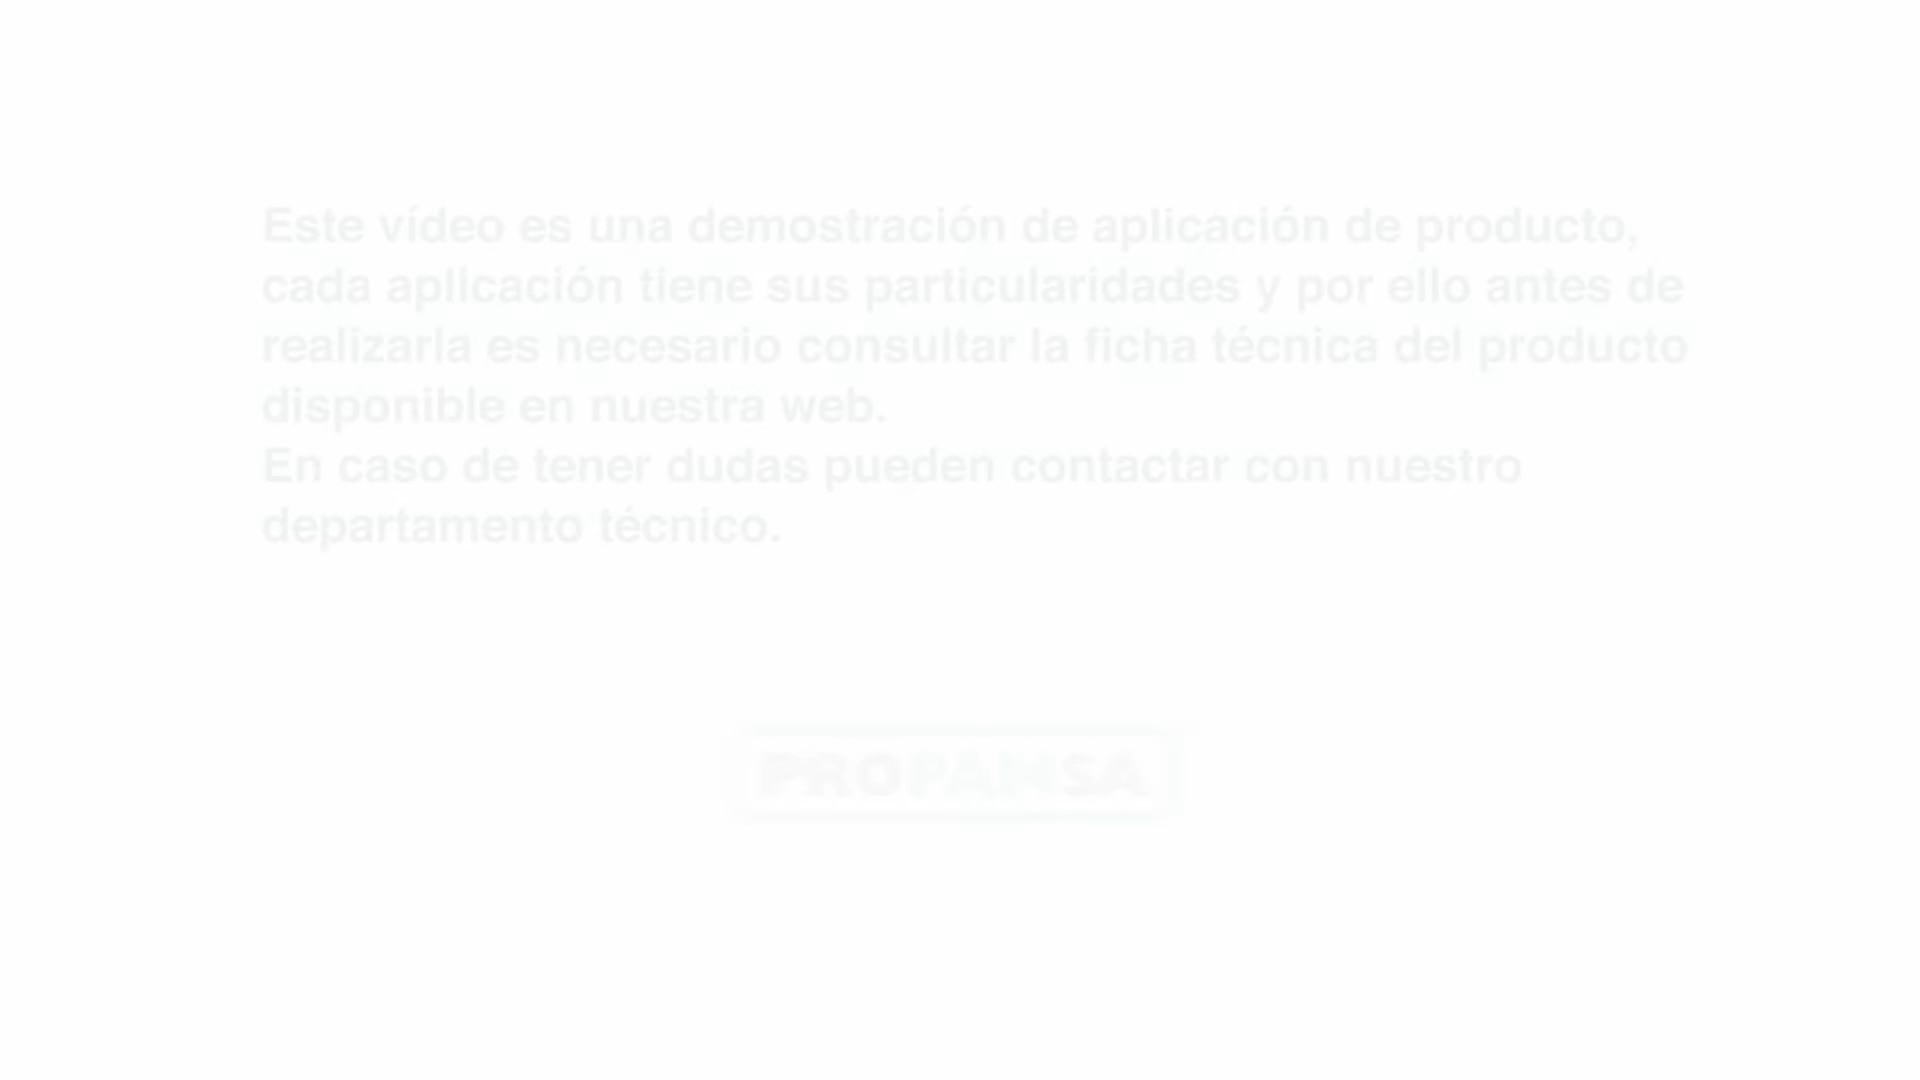 Este vídeo es una demostración de aplicación de producto,
cada aplicación tiene sus particularidades y por ello antes de
realizarla es necesario consultar la ficha técnica del producto
disponible en nuestra web.
En caso de tener dudas pueden contactar con nuestro
departamento técnico.
PROPAMSA